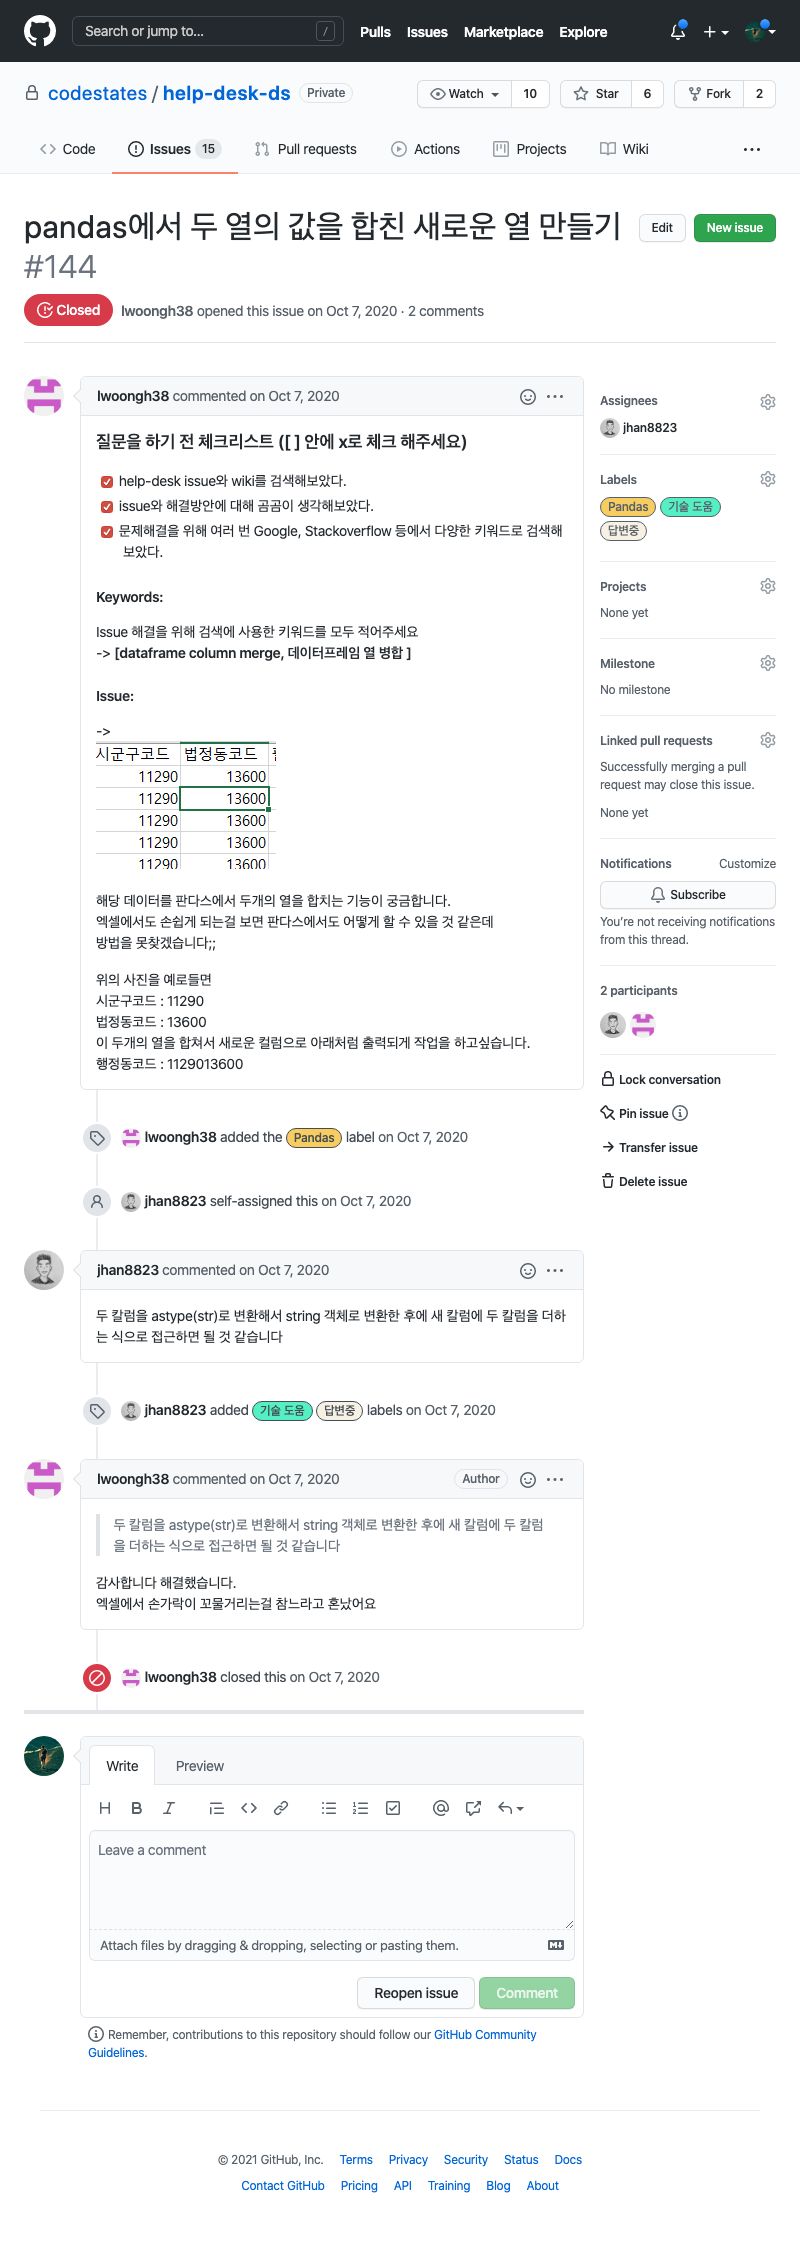 Search or jump to... /
Pulls Issues Marketplace Explore
codestates / help-desk-ds Private
Watch 10 Star 6 Fork 2
Code Issues 15 Pull requests Actions Projects Wiki ...
pandas에서 두 열의 값을 합친 새로운 열 만들기
#144
Edit New issue
Closed lwoongh38 opened this issue on Oct 7, 2020 · 2 comments
lwoongh38 commented on Oct 7, 2020
질문을 하기 전 체크리스트 ([ ] 안에 x로 체크 해주세요)
help-desk issue와 wiki를 검색해보았다.
issue와 해결방안에 대해 곰곰이 생각해보았다.
문제해결을 위해 여러 번 Google, Stackoverflow 등에서 다양한 키워드로 검색해
보았다.
Keywords:
Issue 해결을 위해 검색에 사용한 키워드를 모두 적어주세요
-> [dataframe column merge, 데이터프레임 열 병합 ]
Issue:
->
시군구코드 법정동코드
11290 13600
11290 13600
11290 13600
11290 13600
11290 13600
해당 데이터를 판다스에서 두개의 열을 합치는 기능이 궁금합니다.
엑셀에서도 손쉽게 되는걸 보면 판다스에서도 어떻게 할 수 있을 것 같은데
방법을 못찾겠습니다;;
위의 사진을 예로들면
시군구코드 : 11290
법정동코드 : 13600
이 두개의 열을 합쳐서 새로운 컬럼으로 아래처럼 출력되게 작업을 하고싶습니다.
행정동코드 : 1129013600
lwoongh38 added the Pandas label on Oct 7, 2020
jhan8823 self-assigned this on Oct 7, 2020
jhan8823 commented on Oct 7, 2020
두 칼럼을 astype(str)로 변환해서 string 객체로 변환한 후에 새 칼럼에 두 칼럼을 더하
는 식으로 접근하면 될 것 같습니다
jhan8823 added 기술 도움 답변중 labels on Oct 7, 2020
lwoongh38 commented on Oct 7, 2020 Author
두 칼럼을 astype(str)로 변환해서 string 객체로 변환한 후에 새 칼럼에 두 칼럼
을 더하는 식으로 접근하면 될 것 같습니다
감사합니다 해결했습니다.
엑셀에서 손가락이 꼬물거리는걸 참느라고 혼났어요
lwoongh38 closed this on Oct 7, 2020
Write Preview
Leave a comment
Attach files by dragging & dropping, selecting or pasting them.
Reopen issue Comment
Remember, contributions to this repository should follow our GitHub Community
Guidelines.
Assignees
jhan8823
Labels
Pandas 기술 도움
답변중
Projects
None yet
Milestone
No milestone
Linked pull requests
Successfully merging a pull
request may close this issue.
None yet
Notifications Customize
Subscribe
You're not receiving notifications
from this thread.
2 participants
Lock conversation
Pin issue
Transfer issue
Delete issue
© 2021 GitHub, Inc. Terms Privacy Security Status Docs
Contact GitHub Pricing API Training Blog About